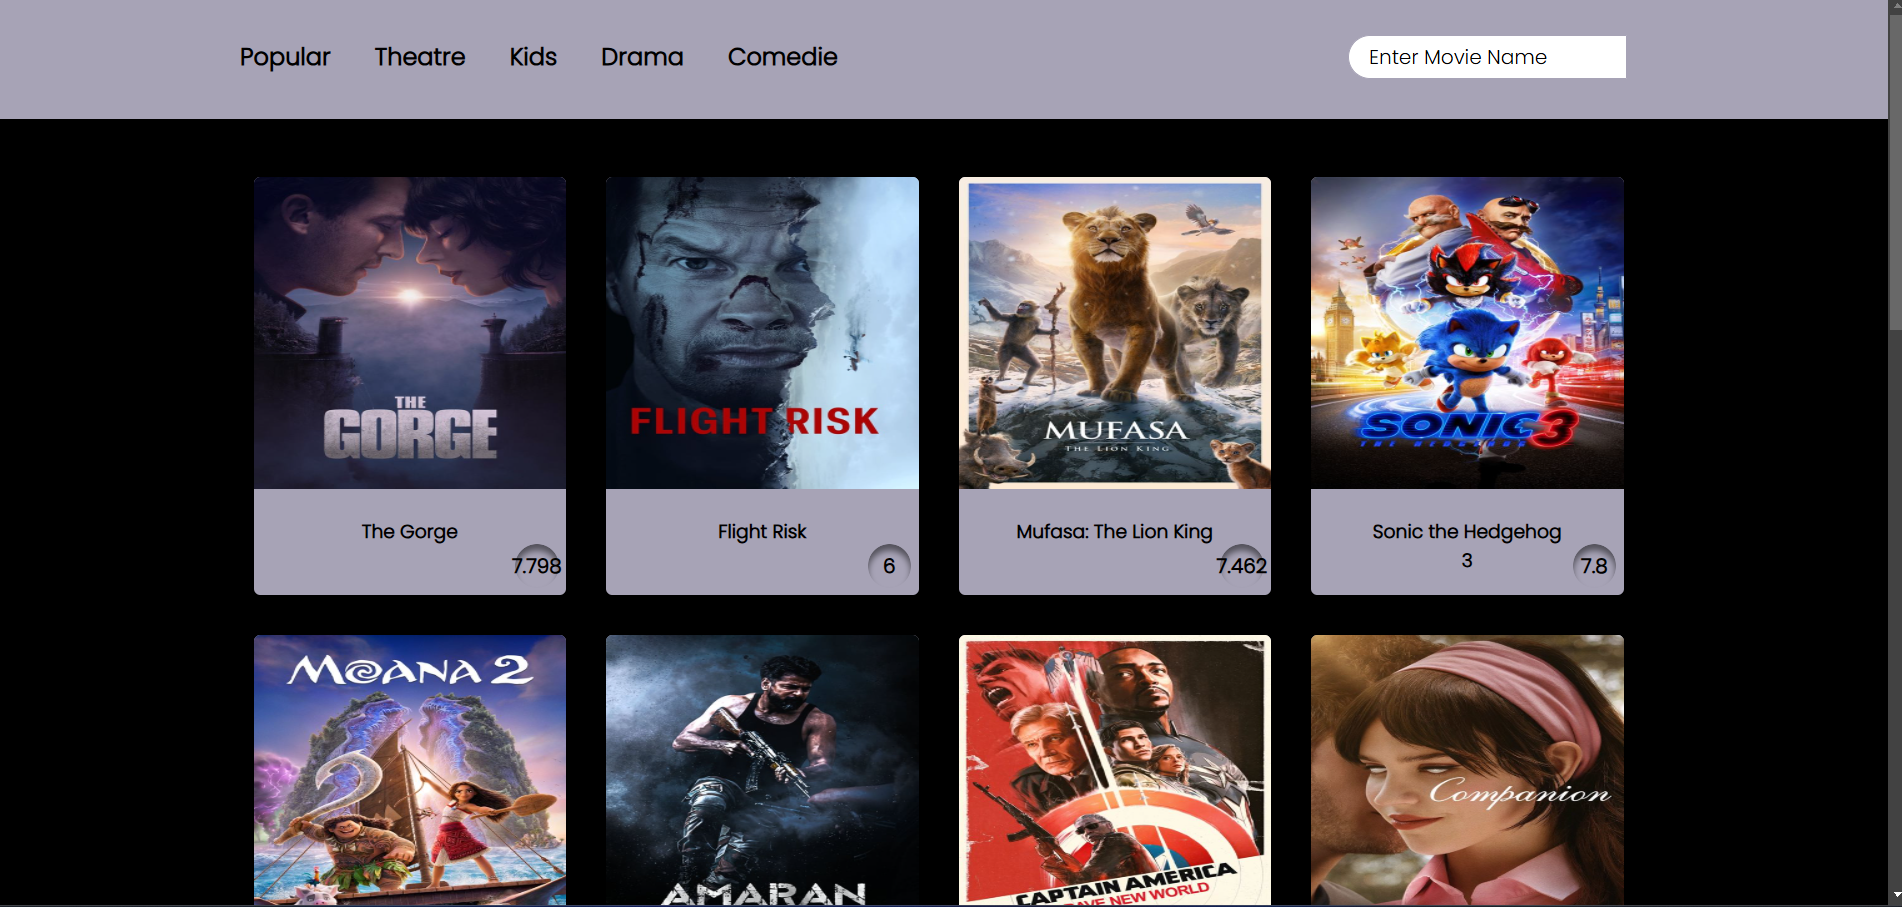 Popular Theatre Kids Drama Comedie Enter Movie Name
THE
GORGE
FLIGHT RISK
MUFASA
THE LION KING
SONIC 3
THE HEDGEHOG
The Gorge
7.798
Flight Risk
6
Mufasa: The Lion King
7.462
Sonic the Hedgehog
3
7.8
MOANA 2
AMARAN
CAPTAIN AMERICA
BRAVE NEW WORLD
Companion